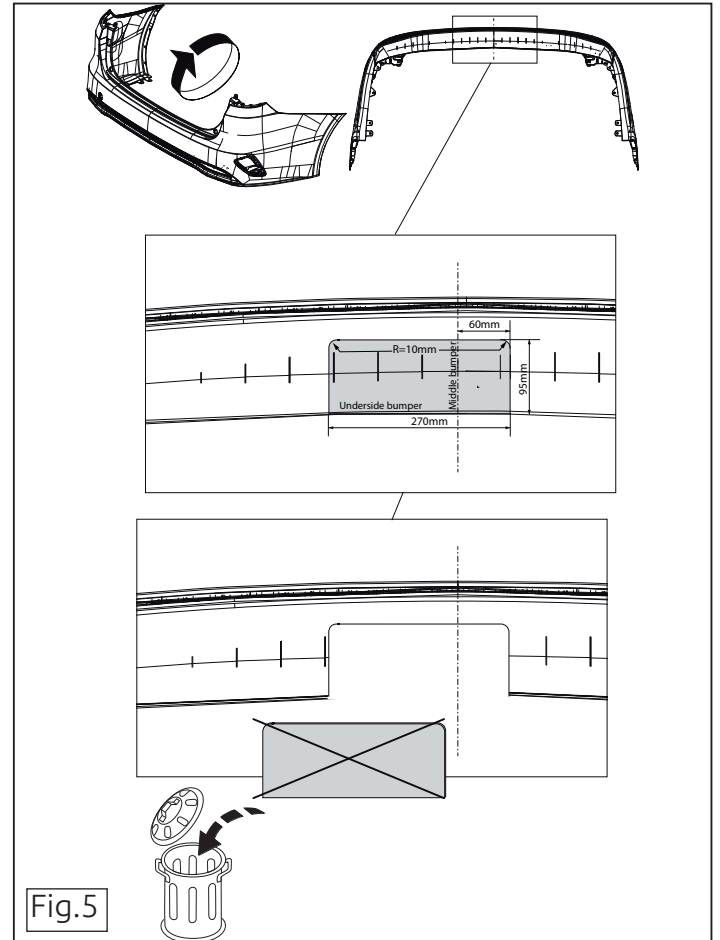 60mm
R=10mm
Middle bumper
95mm
Underside bumper
270mm
Fig.5